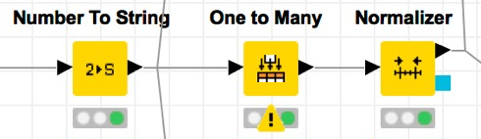 Number To String One to Many Normalizer
2▸S